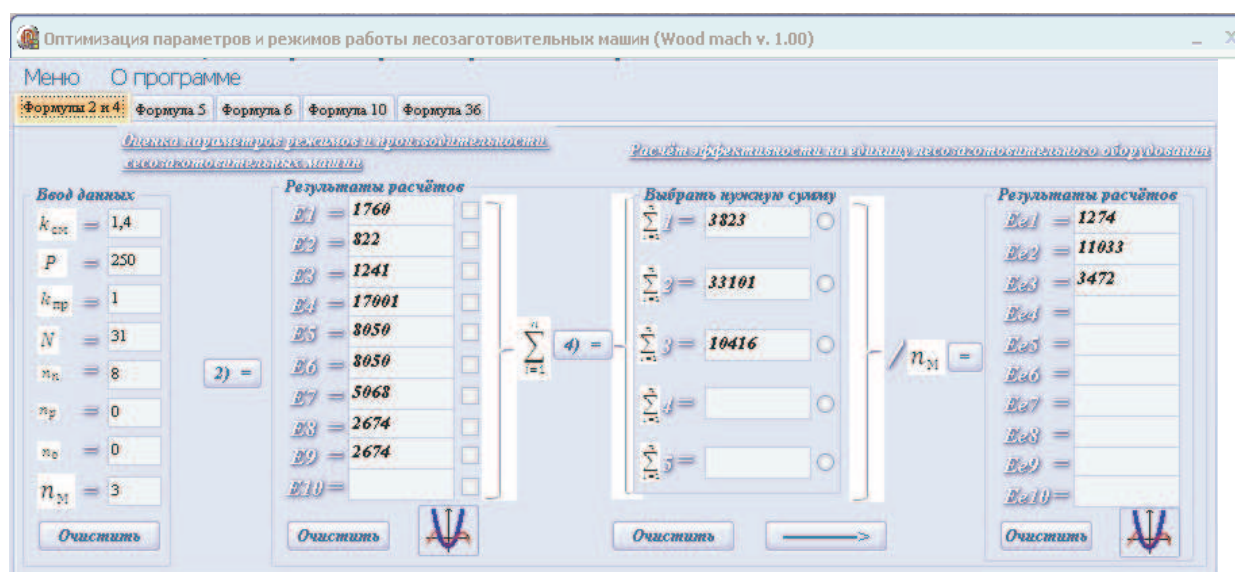 Оптимизация параметров и режимов работы лесозаготовительных машин (Wood mach v. 1.00)
Меню О программе
Формулы 2 и 4 Формула 5 Формула 6 Формула 10 Формула 36
Оценка параметров режимов и производительности
лесозаготовительных машин
Расчёт эффективности на единицу лесозаготовительного оборудования
Ввод данных
kсм = 1,4
P = 250
kпр = 1
N = 31
nп = 8
nр = 0
n0 = 0
nМ = 3
Очистить
2) =
Результаты расчётов
E1 = 1760
E2 = 822
E3 = 1241
E4 = 17001
E5 = 8050
E6 = 8050
E7 = 5068
E8 = 2674
E9 = 2674
E10 =
Очистить
n
∑
i=1
4) =
Выбрать нужную сумму
∑ 1 = 3823
∑ 2 = 33101
∑ 3 = 10416
∑ 4 =
∑ 5 =
Очистить
/ nМ =
Результаты расчётов
Ee1 = 1274
Ee2 = 11033
Ee3 = 3472
Ee4 =
Ee5 =
Ee6 =
Ee7 =
Ee8 =
Ee9 =
Ee10 =
Очистить